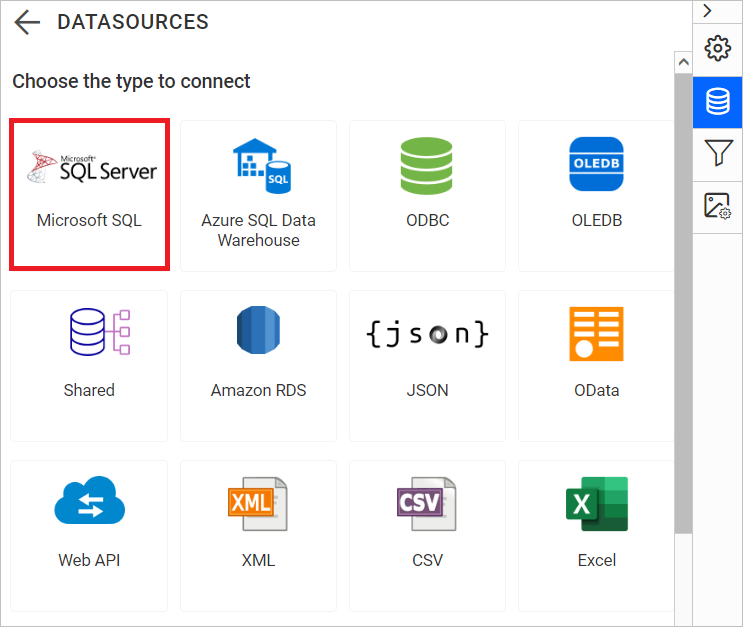 DATASOURCES
Choose the type to connect
Microsoft®
SQL Server
Microsoft SQL
SQL
Azure SQL Data
Warehouse
ODBC
OLEDB
OLEDB
Shared
Amazon RDS
{json}
JSON
OData
Web API
XML
XML
CSV
CSV
X
Excel